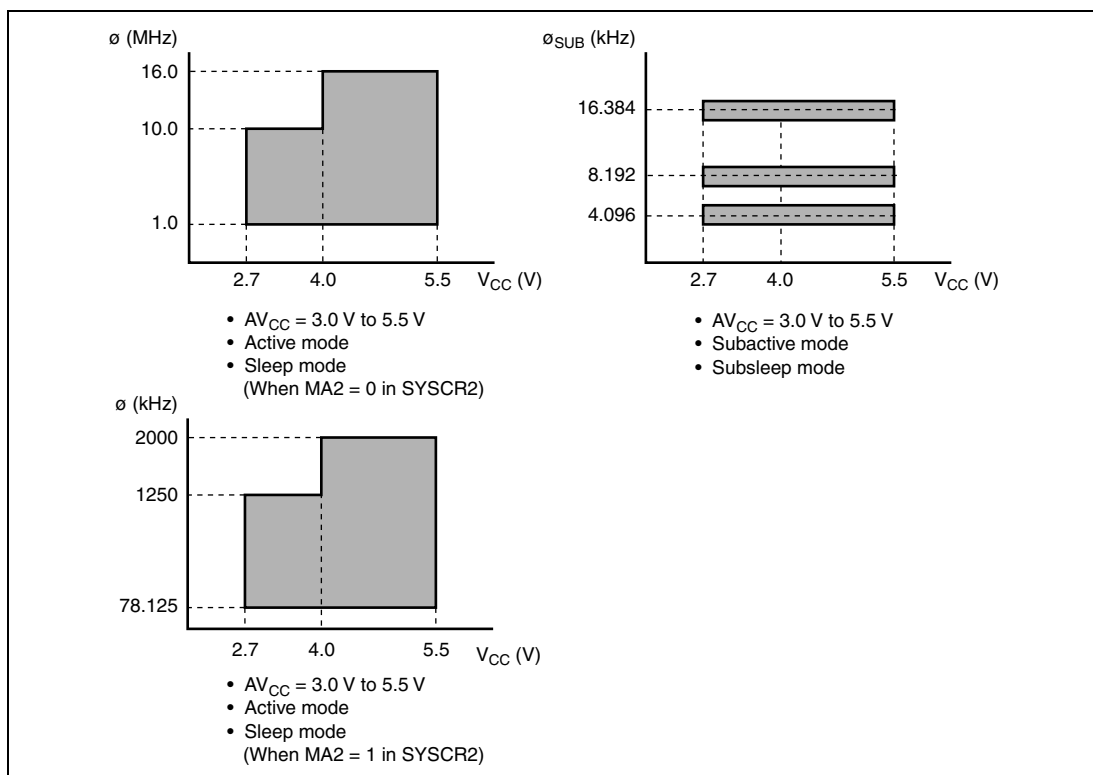 ø (MHz)
16.0
10.0
1.0
2.7 4.0 5.5 VCC (V)
• AVCC = 3.0 V to 5.5 V
• Active mode
• Sleep mode
(When MA2 = 0 in SYSCR2)
øSUB (kHz)
16.384
8.192
4.096
2.7 4.0 5.5 VCC (V)
• AVCC = 3.0 V to 5.5 V
• Subactive mode
• Subsleep mode
ø (kHz)
2000
1250
78.125
2.7 4.0 5.5 VCC (V)
• AVCC = 3.0 V to 5.5 V
• Active mode
• Sleep mode
(When MA2 = 1 in SYSCR2)